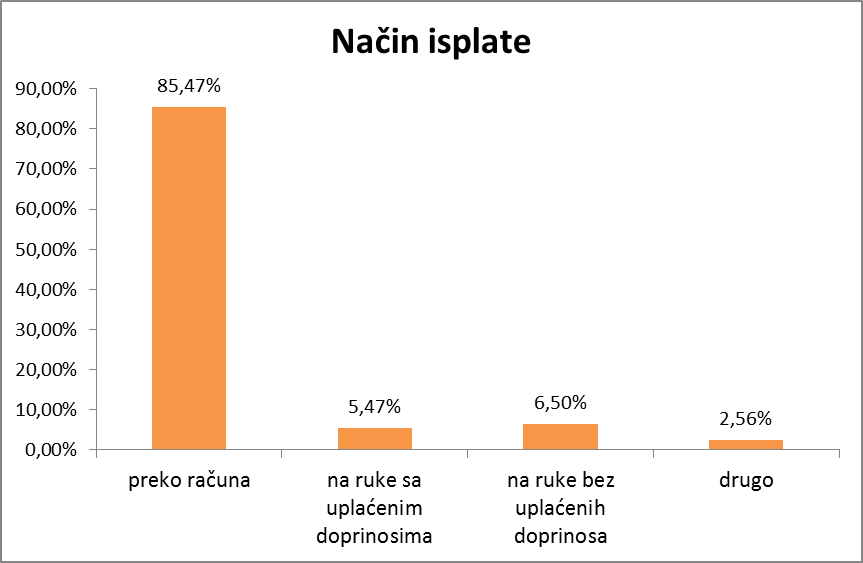 Način isplate
90,00%
80,00%
70,00%
60,00%
50,00%
40,00%
30,00%
20,00%
10,00%
0,00%
85,47%
5,47%
6,50%
2,56%
preko računa
na ruke sa
uplaćenim
doprinosima
na ruke bez
uplaćenih
doprinosa
drugo